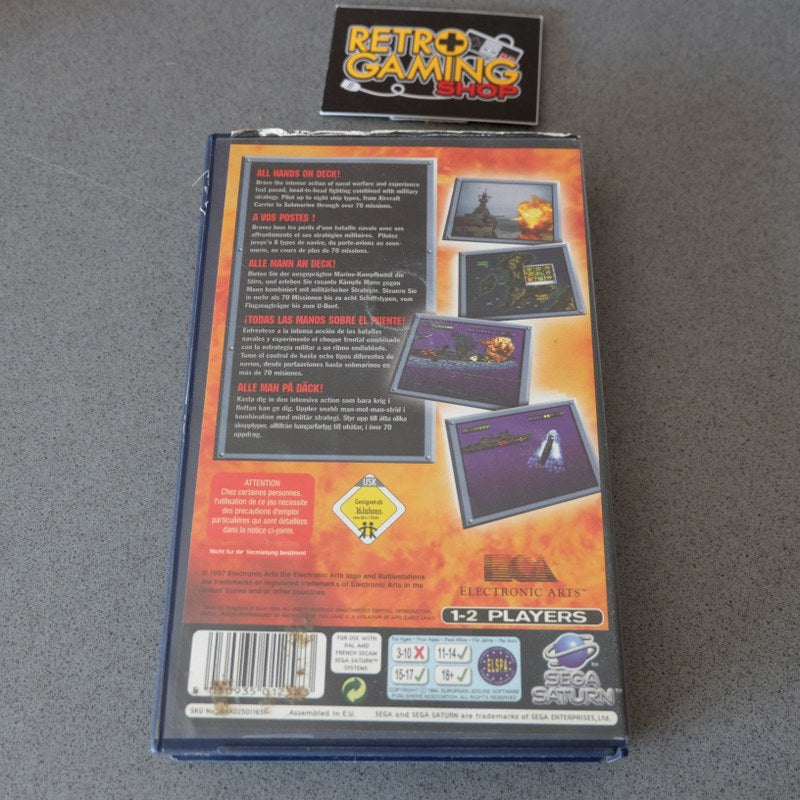 RETRO
GAMING
SHOP
ALL HANDS ON DECK!
Brave the intense action of naval warfare and experience
fast paced, head-to-head fighting combined with military
strategy. Pilot up to eight ship types, from Aircraft
Carrier to Submarine through over 70 missions.
A VOS POSTES !
Bravez tous les périls d'une bataille navale avec ses
affrontements et ses stratégies militaires. Pilotez
jusqu'à 8 types de navire, du porte-avions au sous-
marin, au cours de plus de 70 missions.
ALLE MANN AN DECK!
Bieten Sie der ausgeprägten Marine-Kampfkunst die
Stirn, und erleben Sie rasante Kämpfe Mann gegen
Mann kombiniert mit militärischer Strategie. Steuern Sie
in mehr als 70 Missionen bis zu acht Schiffstypen, vom
Flugzeugträger bis zum U-Boot.
¡TODAS LAS MANOS SOBRE EL PUENTE!
Enfréntese a la intensa acción de las batallas
navales y experimente el choque frontal combinado
con la estrategia militar a un ritmo endiablado.
Tome el control de hasta ocho tipos diferentes de
navíos, desde portaaviones hasta submarinos en
más de 70 misiones.
ALLE MAN PÅ DÄCK!
Kasta dig in den intensiva action som bara krig i
flottan kan ge dig. Upplev snabb man-mot-man-strid i
kombination med militär strategi. Styr upp till åtta olika
skeppstyper, alltifrån hangarfartyg till ubåtar, i över 70
uppdrag.
ATTENTION
Chez certaines personnes,
l'utilisation de ce jeu nécessite
des précautions d'emploi
particulières qui sont détaillées
dans la notice ci-jointe.
Nicht für die Vermietung bestimmt
USK
Geeignet ab
16 Jahren
© 1997 Electronic Arts the Electronic Arts logo and Battlestations
are trademarks or registered trademarks of Electronic Arts in the
United States and/or other countries.
ELECTRONIC ARTS™
1-2 PLAYERS
FOR USE WITH
PAL AND
FRENCH SECAM
SEGA SATURN™
SYSTEMS
3-10 11-14
15-17 18+
ELSPA
COPYRIGHT © 1994, EUROPEAN LEISURE SOFTWARE
PUBLISHERS ASSOCIATION. ALL RIGHTS RESERVED
SEGA
SATURN™
SKU No.
Assembled in E.U.
SEGA and SEGA SATURN are trademarks of SEGA ENTERPRISES, Ltd.